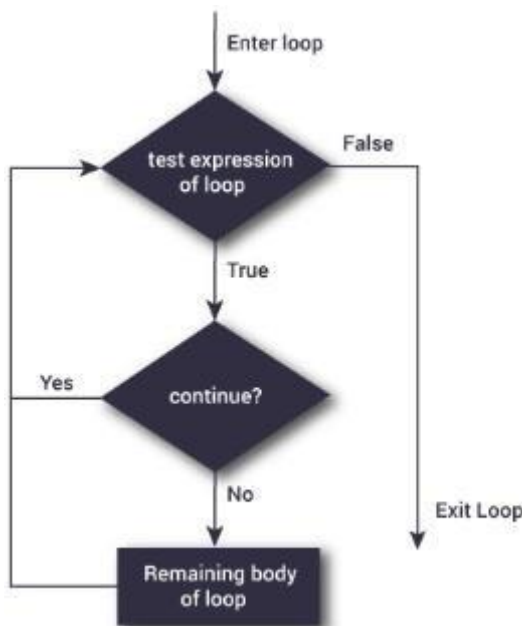 Enter loop
test expression
of loop
False
True
continue?
Yes
No
Exit Loop
Remaining body
of loop